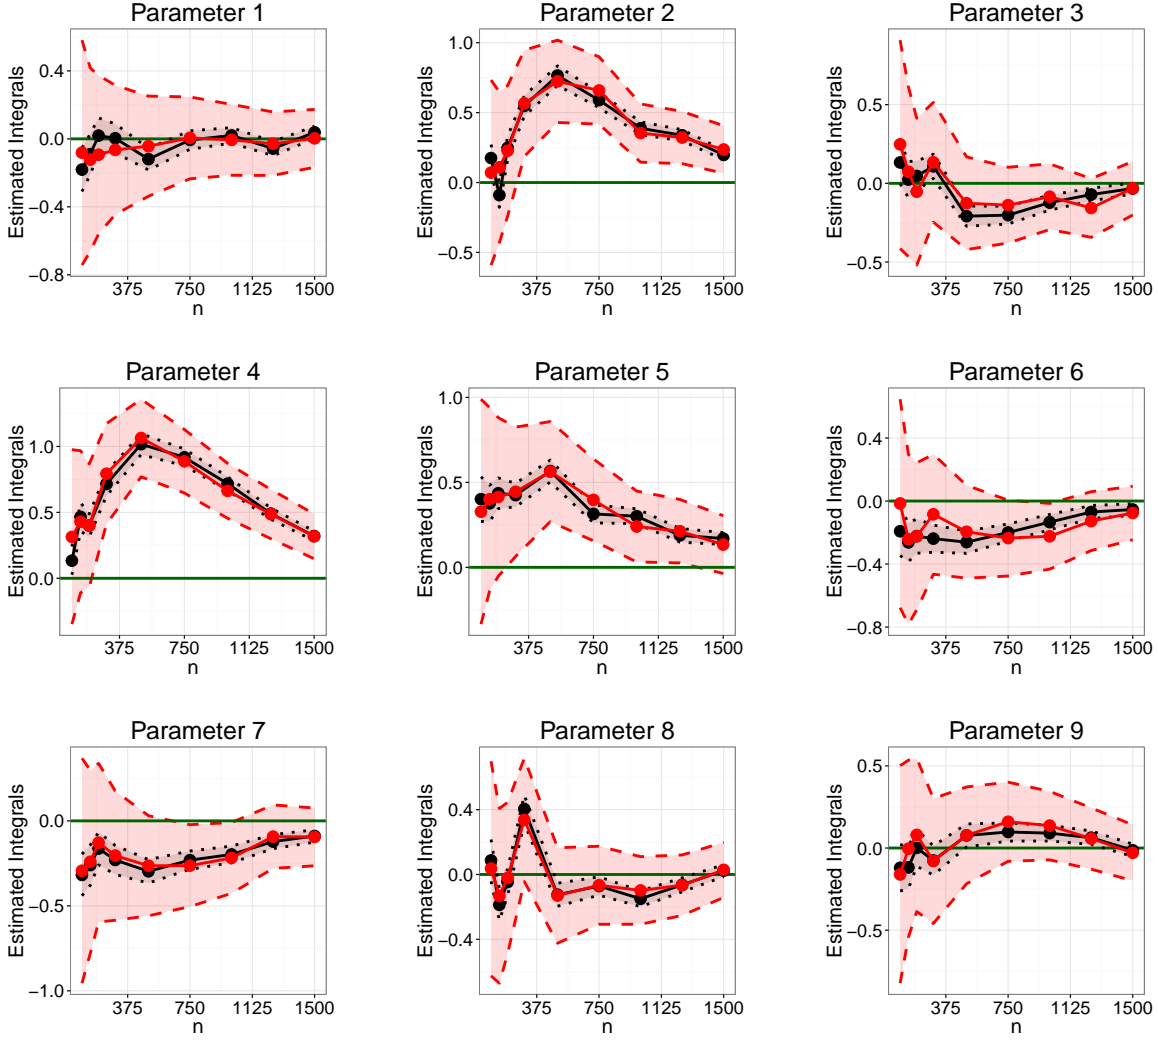 Parameter 1
Estimated Integrals
0.4
0.0
−0.4
−0.8
375 750 1125 1500
n
Parameter 2
Estimated Integrals
1.0
0.5
0.0
−0.5
375 750 1125 1500
n
Parameter 3
Estimated Integrals
0.5
0.0
−0.5
375 750 1125 1500
n
Parameter 4
Estimated Integrals
1.0
0.5
0.0
375 750 1125 1500
n
Parameter 5
Estimated Integrals
1.0
0.5
0.0
375 750 1125 1500
n
Parameter 6
Estimated Integrals
0.4
0.0
−0.4
−0.8
375 750 1125 1500
n
Parameter 7
Estimated Integrals
0.0
−0.5
−1.0
375 750 1125 1500
n
Parameter 8
Estimated Integrals
0.4
0.0
−0.4
375 750 1125 1500
n
Parameter 9
Estimated Integrals
0.5
0.0
−0.5
375 750 1125 1500
n